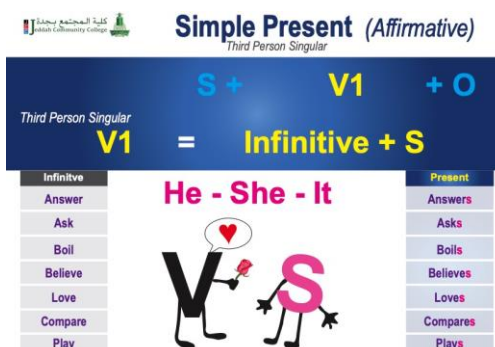 كلية المجتمع بجدة
Jeddah Community College
Simple Present (Affirmative)
Third Person Singular
S + V1 + O
Third Person Singular
V1 = Infinitive + S
Infinitve
Answer
Ask
Boil
Believe
Love
Compare
Play
He - She - It
V S
Present
Answers
Asks
Boils
Believes
Loves
Compares
Plays